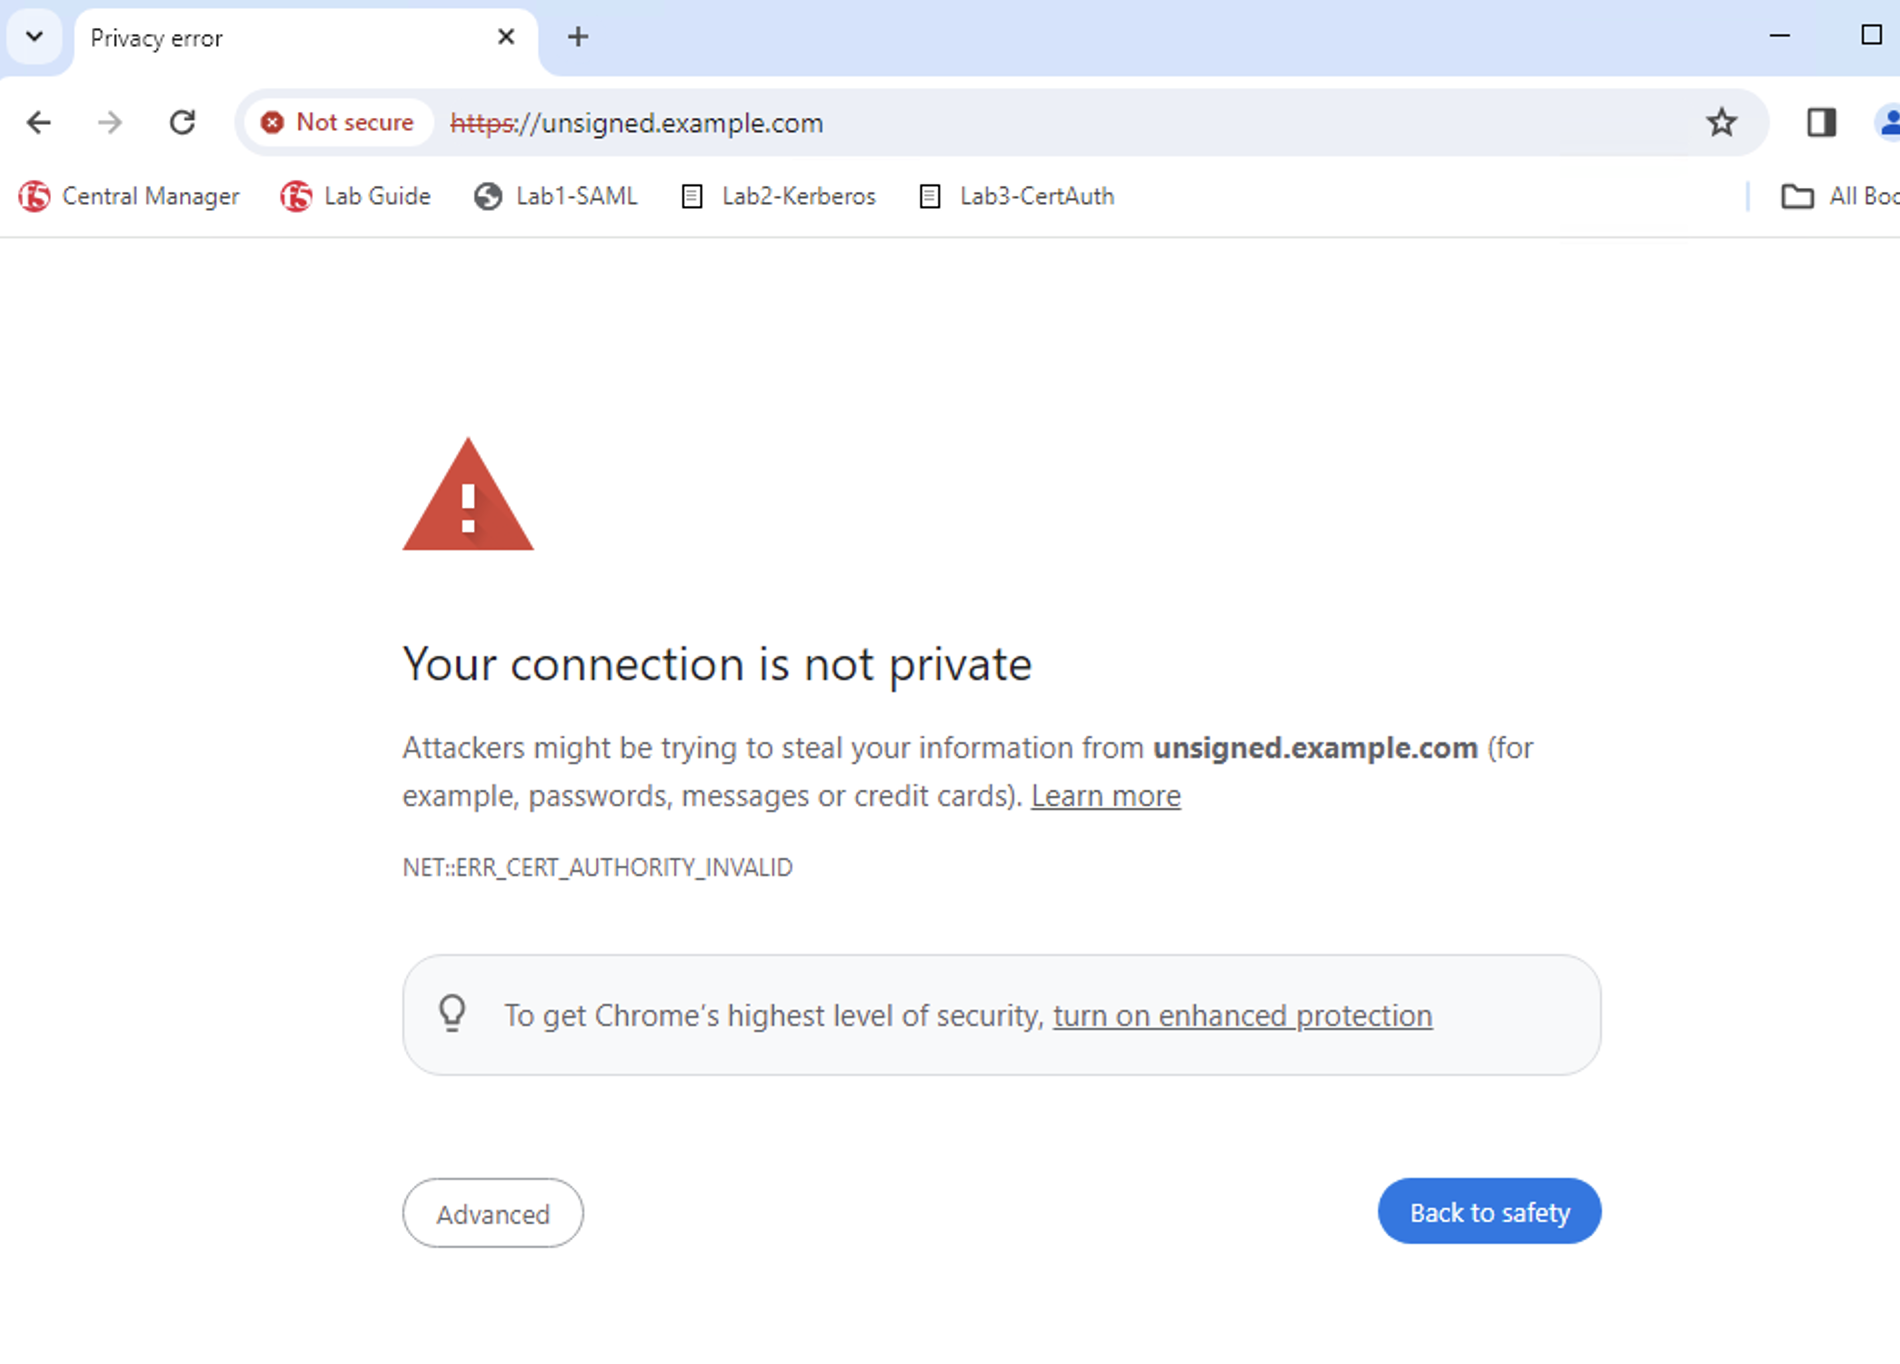 Privacy error
Not secure https://unsigned.example.com
f5 Central Manager f5 Lab Guide Lab1-SAML Lab2-Kerberos Lab3-CertAuth All Boo
Your connection is not private
Attackers might be trying to steal your information from unsigned.example.com (for
example, passwords, messages or credit cards). Learn more
NET::ERR_CERT_AUTHORITY_INVALID
To get Chrome’s highest level of security, turn on enhanced protection
Advanced Back to safety